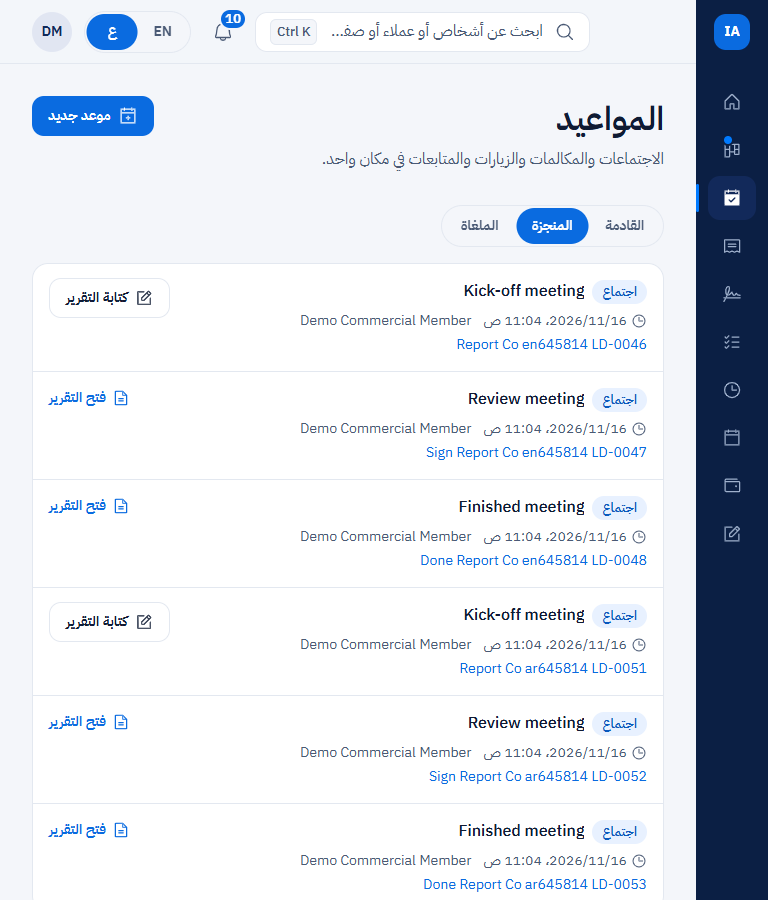 IA
ابحث عن أشخاص أو عملاء أو صفـ...
Ctrl K
10
EN
ع
DM
المواعيد
موعد جديد
الاجتماعات والمكالمات والزيارات والمتابعات في مكان واحد.
القادمة
المنجزة
الملغاة
اجتماع Kick-off meeting
كتابة التقرير
2026/11/16، 11:04 ص Demo Commercial Member
Report Co en645814 LD-0046
اجتماع Review meeting
فتح التقرير
2026/11/16، 11:04 ص Demo Commercial Member
Sign Report Co en645814 LD-0047
اجتماع Finished meeting
فتح التقرير
2026/11/16، 11:04 ص Demo Commercial Member
Done Report Co en645814 LD-0048
اجتماع Kick-off meeting
كتابة التقرير
2026/11/16، 11:04 ص Demo Commercial Member
Report Co ar645814 LD-0051
اجتماع Review meeting
فتح التقرير
2026/11/16، 11:04 ص Demo Commercial Member
Sign Report Co ar645814 LD-0052
اجتماع Finished meeting
فتح التقرير
2026/11/16، 11:04 ص Demo Commercial Member
Done Report Co ar645814 LD-0053